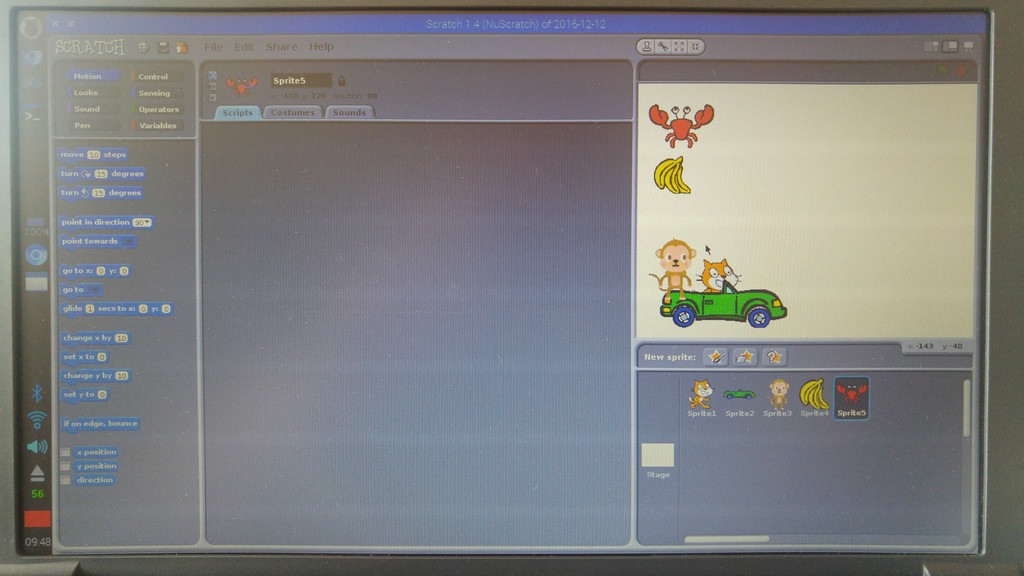 Scratch 1.4 (NuScratch) of 2016-12-12
SCRATCH File Edit Share Help
Motion Control
Looks Sensing
Sound Operators
Pen Variables
Sprite5
direction: 90
Scripts Costumes Sounds
move 10 steps
turn 15 degrees
turn 15 degrees
point in direction 90
point towards
go to x: 0 y: 0
go to
glide 1 secs to x: 0 y: 0
change x by 10
set x to 0
change y by 10
set y to 0
if on edge, bounce
x position
y position
direction
x: -143 y: -48
New sprite:
Sprite1 Sprite2 Sprite3 Sprite4 Sprite5
Stage
>_
100%
56
09:48